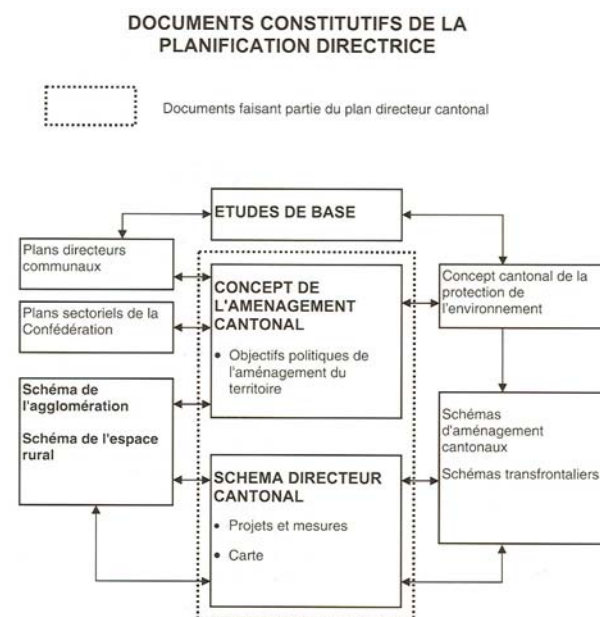 DOCUMENTS CONSTITUTIFS DE LA
PLANIFICATION DIRECTRICE
Documents faisant partie du plan directeur cantonal
ETUDES DE BASE
Plans directeurs
communaux
Plans sectoriels de la
Confédération
Schéma de
l'agglomération
Schéma de l'espace
rural
CONCEPT DE
L'AMENAGEMENT
CANTONAL
• Objectifs politiques de
l'aménagement du
territoire
SCHEMA DIRECTEUR
CANTONAL
• Projets et mesures
• Carte
Concept cantonal de la
protection de
l'environnement
Schémas
d'aménagement
cantonaux
Schémas transfrontaliers